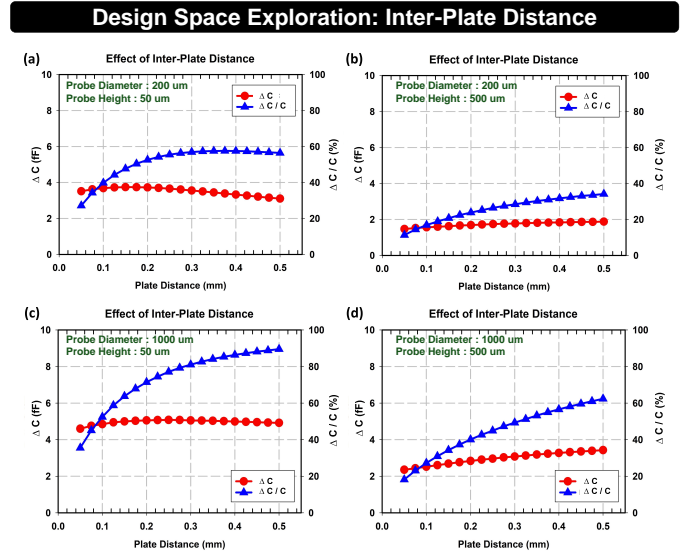 Design Space Exploration: Inter-Plate Distance
(a)
Effect of Inter-Plate Distance
Probe Diameter : 200 um
Probe Height : 50 um
Δ C
Δ C / C
10
8
6
4
2
0
100
80
60
40
20
0
Δ C (fF)
Δ C / C (%)
0.0 0.1 0.2 0.3 0.4 0.5
Plate Distance (mm)
(b)
Effect of Inter-Plate Distance
Probe Diameter : 200 um
Probe Height : 500 um
Δ C
Δ C / C
10
8
6
4
2
0
100
80
60
40
20
0
Δ C (fF)
Δ C / C (%)
0.0 0.1 0.2 0.3 0.4 0.5
Plate Distance (mm)
(c)
Effect of Inter-Plate Distance
Probe Diameter : 1000 um
Probe Height : 50 um
Δ C
Δ C / C
10
8
6
4
2
0
100
80
60
40
20
0
Δ C (fF)
Δ C / C (%)
0.0 0.1 0.2 0.3 0.4 0.5
Plate Distance (mm)
(d)
Effect of Inter-Plate Distance
Probe Diameter : 1000 um
Probe Height : 500 um
Δ C
Δ C / C
10
8
6
4
2
0
100
80
60
40
20
0
Δ C (fF)
Δ C / C (%)
0.0 0.1 0.2 0.3 0.4 0.5
Plate Distance (mm)